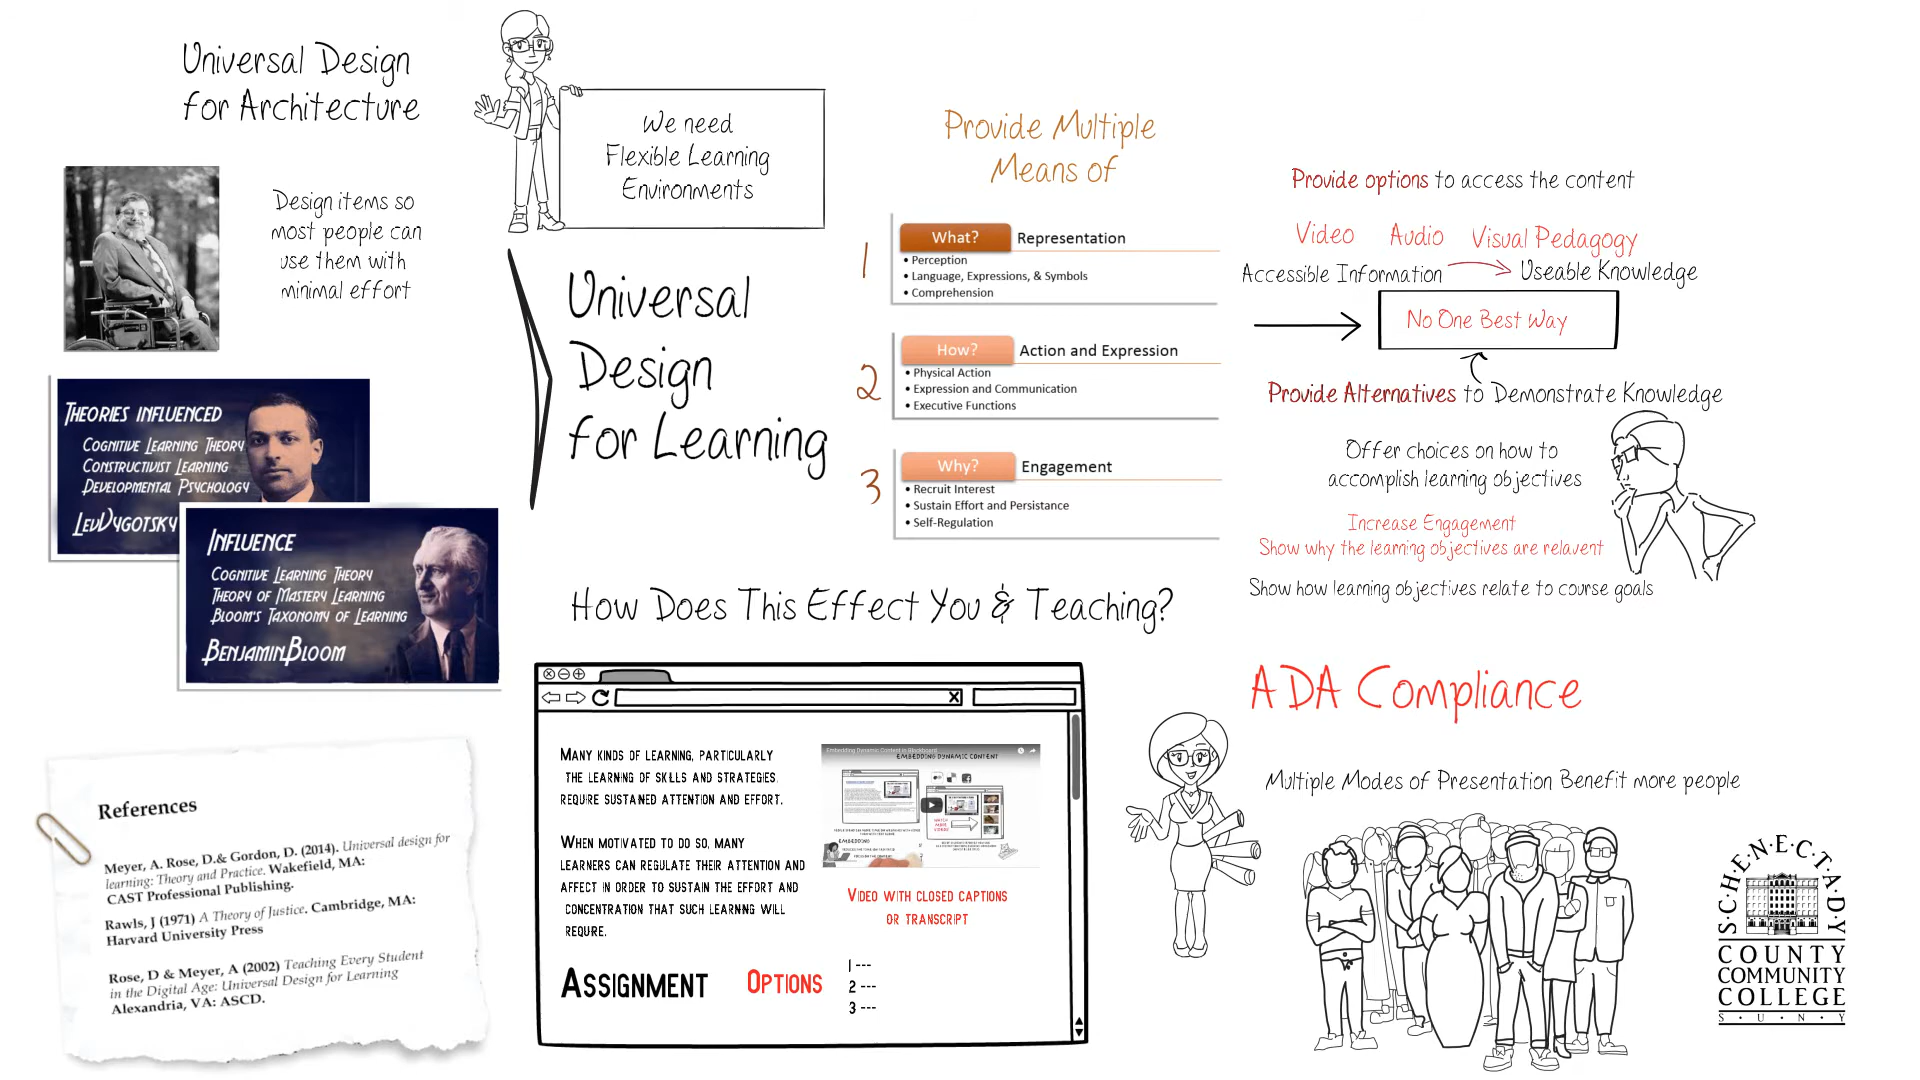 Universal Design
for Architecture
Design items so
most people can
use them with
minimal effort
Theories influenced
Cognitive Learning Theory
Constructivist Learning
Developmental Psychology
Lev Vygotsky
Influence
Cognitive Learning Theory
Theory of Mastery Learning
Bloom's Taxonomy of Learning
Benjamin Bloom
We need
Flexible Learning
Environments
Universal
Design
for Learning
Provide Multiple
Means of
1
What? Representation
• Perception
• Language, Expressions, & Symbols
• Comprehension
2
How? Action and Expression
• Physical Action
• Expression and Communication
• Executive Functions
3
Why? Engagement
• Recruit Interest
• Sustain Effort and Persistance
• Self-Regulation
Provide options to access the content
Video Audio Visual Pedagogy
Accessible Information Useable Knowledge
No One Best Way
Provide Alternatives to Demonstrate Knowledge
Offer choices on how to
accomplish learning objectives
Increase Engagement
Show why the learning objectives are relavent
Show how learning objectives relate to course goals
How Does This Effect You & Teaching?
Many kinds of learning, particularly
the learning of skills and strategies,
require sustained attention and effort.
When motivated to do so, many
learners can regulate their attention and
affect in order to sustain the effort and
concentration that such learning will
require.
Embedding Dynamic Content in Blackboard
Embedding Dynamic Content
Video with closed captions
or transcript
Assignment Options
1 ---
2 ---
3 ---
ADA Compliance
Multiple Modes of Presentation Benefit more people
References
Meyer, A. Rose, D.& Gordon, D. (2014). Universal design for
learning: Theory and Practice. Wakefield, MA:
CAST Professional Publishing.
Rawls, J (1971) A Theory of Justice. Cambridge, MA:
Harvard University Press
Rose, D & Meyer, A (2002) Teaching Every Student
in the Digital Age: Universal Design for Learning
Alexandria, VA: ASCD.
S·C·H·E·N·E·C·T·A·D·Y
COUNTY
COMMUNITY
COLLEGE
S · U · N · Y